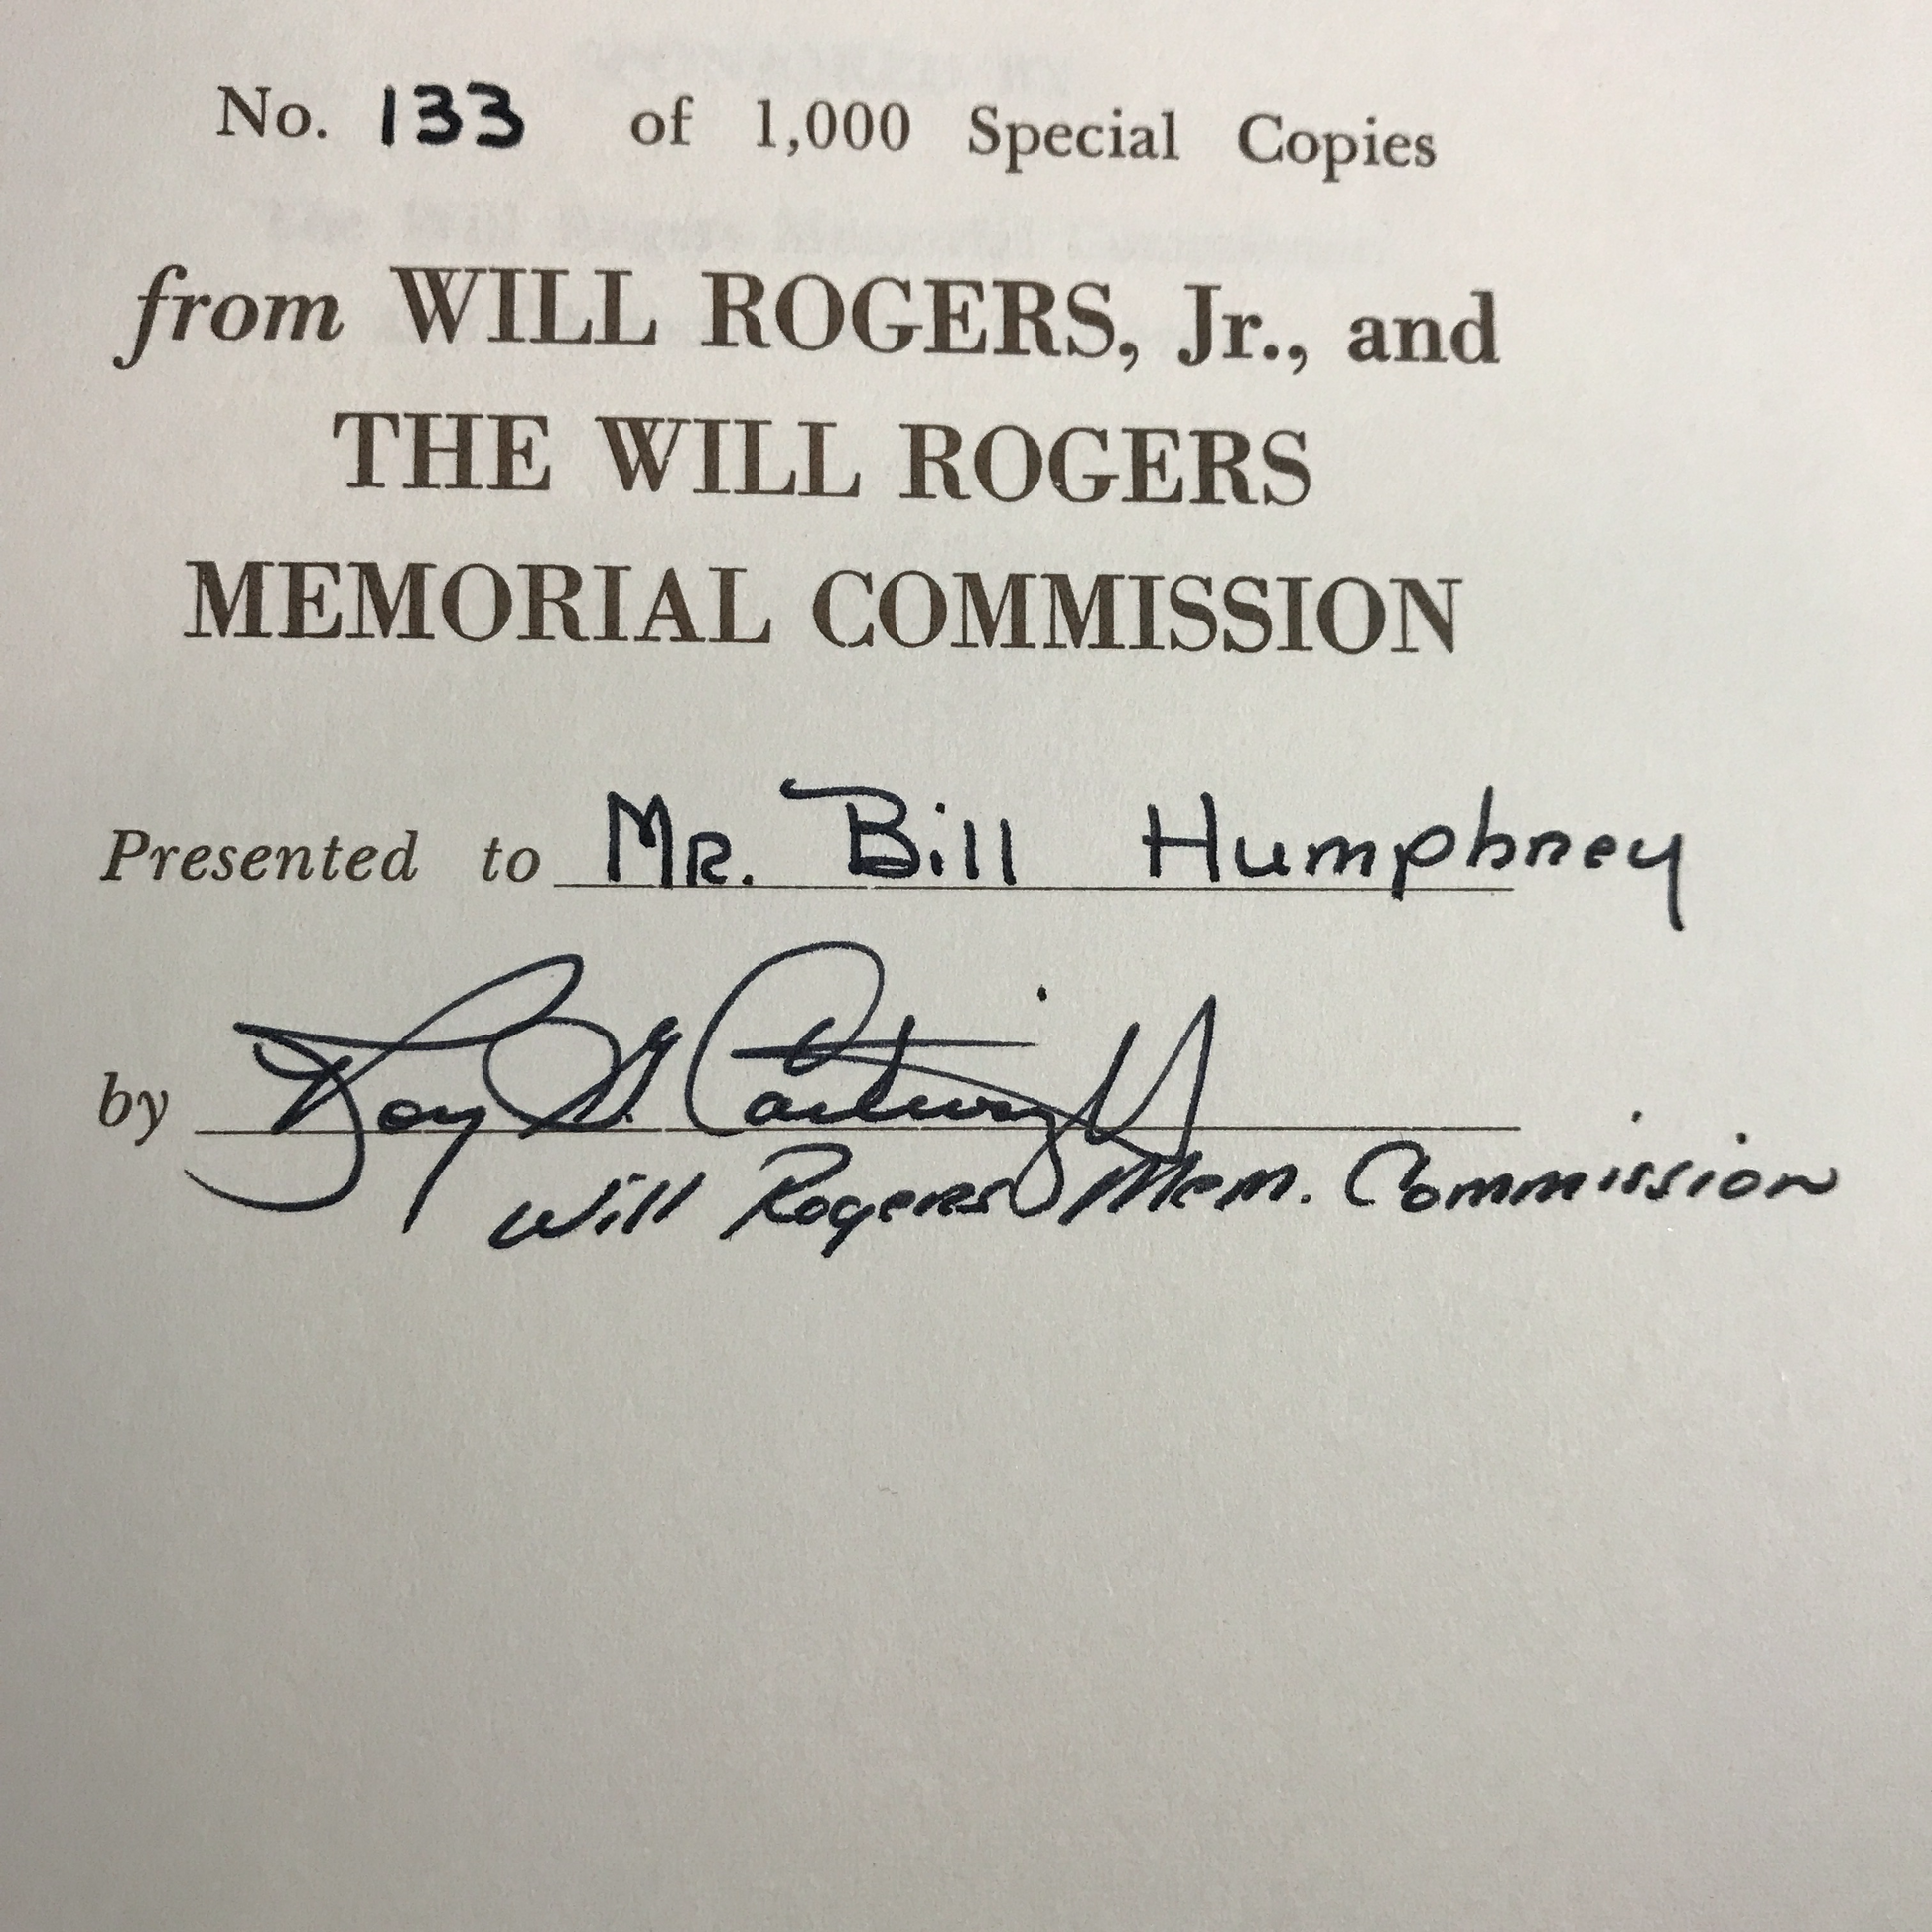 No. 133 of 1,000 Special Copies
from WILL ROGERS, Jr., and
THE WILL ROGERS
MEMORIAL COMMISSION
Presented to MR. Bill Humphrey
by Cartwright
Will Rogers Mem. Commission